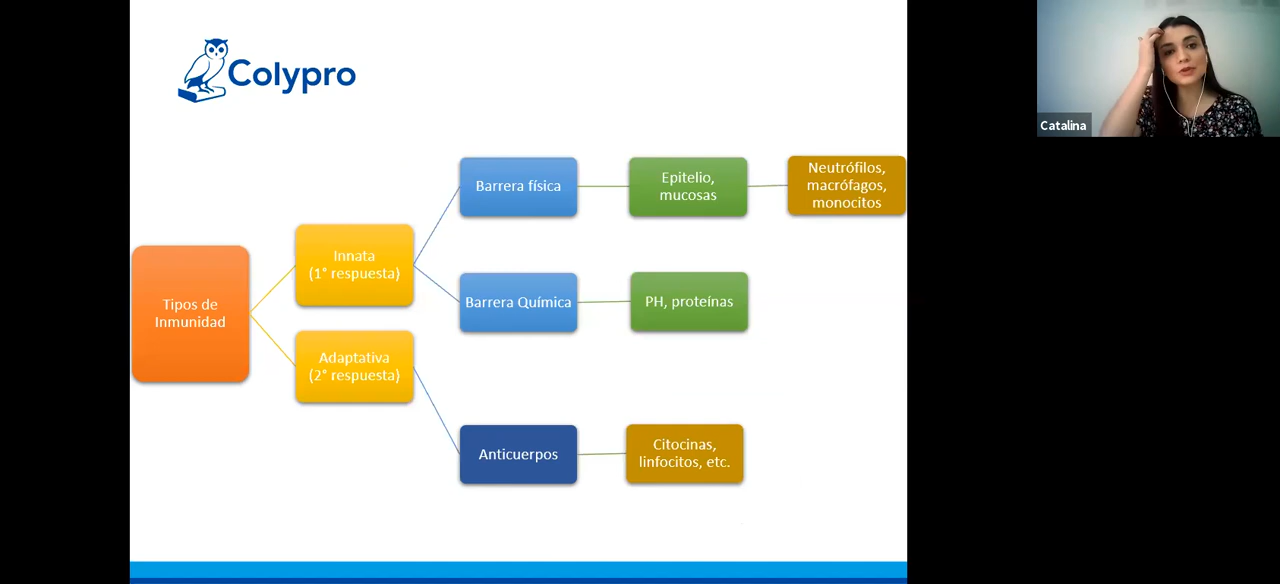 Colypro
Catalina
Tipos de
Inmunidad
Innata
(1° respuesta)
Adaptativa
(2° respuesta)
Barrera física
Epitelio,
mucosas
Neutrófilos,
macrófagos,
monocitos
Barrera Química
PH, proteínas
Anticuerpos
Citocinas,
linfocitos, etc.